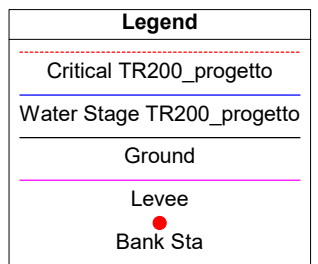 Legend
Critical TR200_progetto
Water Stage TR200_progetto
Ground
Levee
Bank Sta